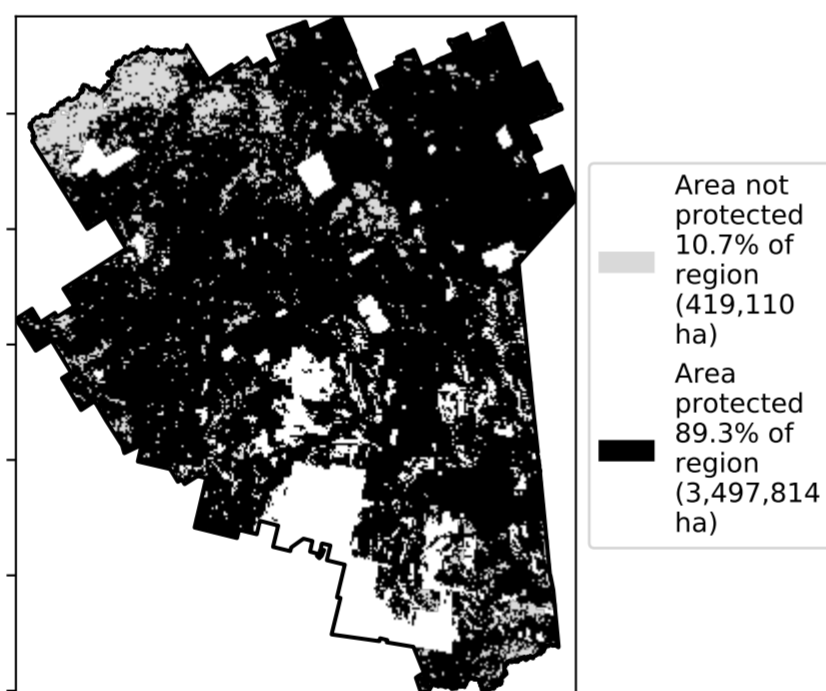 Area not
protected
10.7% of
region
(419,110
ha)
Area
protected
89.3% of
region
(3,497,814
ha)